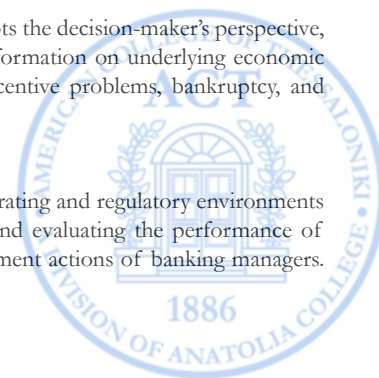 ots the decision-maker's perspective,
formation on underlying economic
centive problems, bankruptcy, and
rating and regulatory environments
nd evaluating the performance of
ment actions of banking managers.
AMERICAN COLLEGE OF THESSALONIKI
ACT
1886
DIVISION OF ANATOLIA COLLEGE